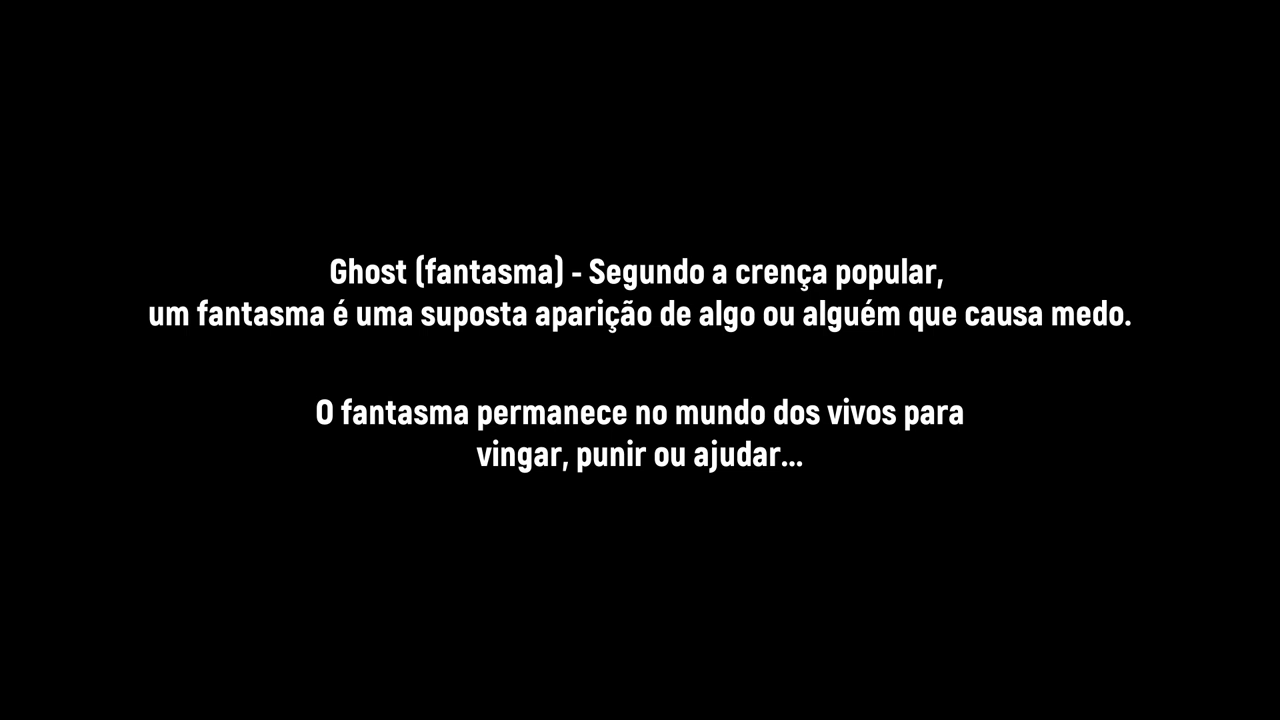 Ghost (fantasma) - Segundo a crença popular,
um fantasma é uma suposta aparição de algo ou alguém que causa medo.
O fantasma permanece no mundo dos vivos para
vingar, punir ou ajudar...